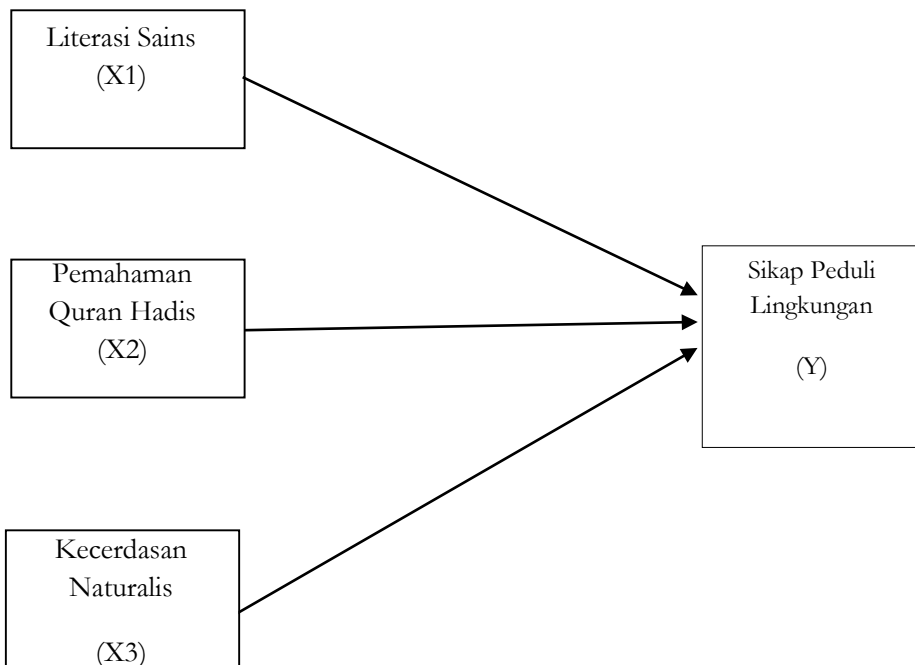 Literasi Sains
(X1)
Pemahaman
Quran Hadis
(X2)
Kecerdasan
Naturalis
(X3)
Sikap Peduli
Lingkungan
(Y)